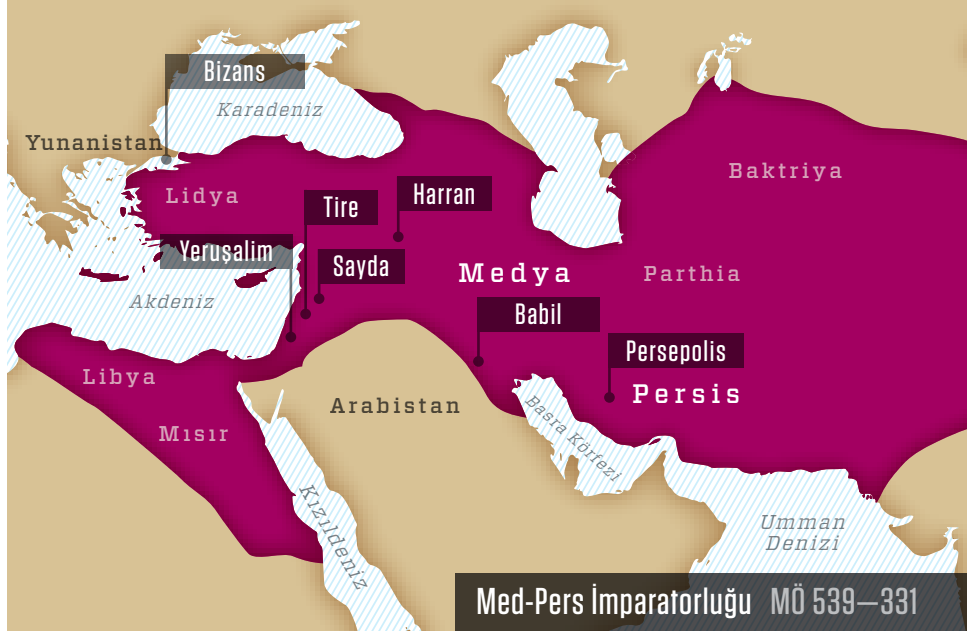 Bizans
Karadeniz
Yunanistan
Baktriya
Lidya
Harran
Tire
Yeruşalim
Sayda
Medya
Parthia
Akdeniz
Babil
Persepolis
Libya
Persis
Arabistan
Basra Körfezi
Mısır
Kızıldeniz
Umman
Denizi
Med-Pers İmparatorluğu MÖ 539—331